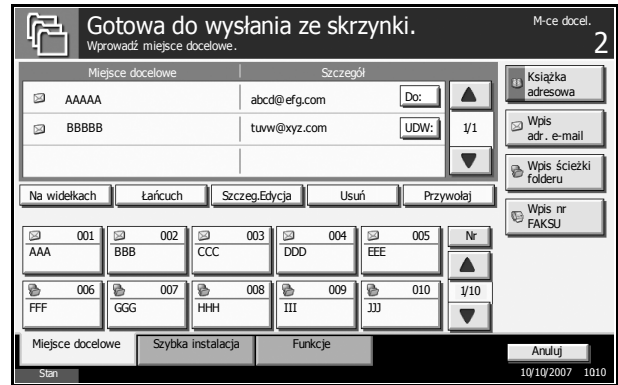 Gotowa do wysłania ze skrzynki.
Wprowadź miejsce docelowe.
M-ce docel.
2
Miejsce docelowe Szczegół
AAAAA abcd@efg.com Do:
BBBBB tuvw@xyz.com UDW: 1/1
Książka
adresowa
Wpis
adr. e-mail
Wpis ścieżki
folderu
Wpis nr
FAKSU
Na widełkach Łańcuch Szczeg.Edycja Usuń Przywołaj
001 002 003 004 005 Nr
AAA BBB CCC DDD EEE
006 007 008 009 010 1/10
FFF GGG HHH III JJJ
Miejsce docelowe Szybka instalacja Funkcje
Anuluj
Stan 10/10/2007 1010